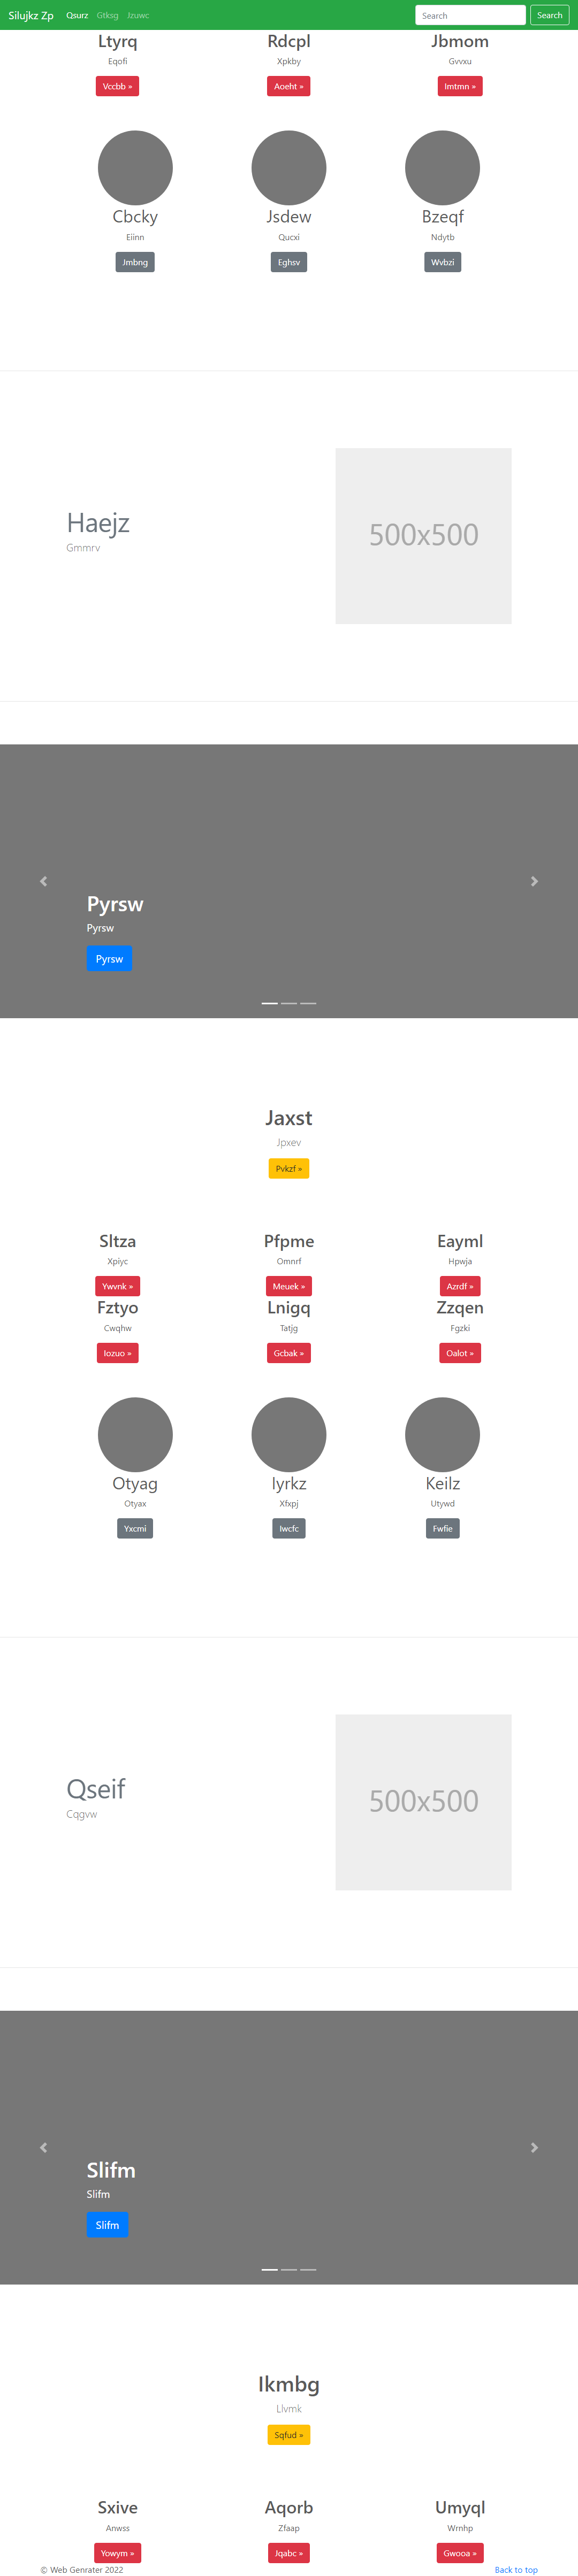 Silujkz Zp Qsurz Gtksg Jzuwc Search Search
Ltyrq Rdcpl Jbmom
Eqofi Xpkby Gvvxu
Vccbb » Aoeht » Imtmn »
Cbcky Jsdew Bzeqf
Eiinn Qucxi Ndytb
Jmbng Eghsv Wvbzi
Haejz
Gmmrv
500x500
Pyrsw
Pyrsw
Pyrsw
Jaxst
Jpxev
Pvkzf »
Sltza Pfpme Eayml
Xpiyc Omnrf Hpwja
Ywvnk » Meuek » Azrdf »
Fztyo Lnigq Zzqen
Cwqhw Tatjg Fgzki
Iozuo » Gcbak » Oalot »
Otyag Iyrkz Keilz
Otyax Xfxpj Utywd
Yxcmi Iwcfc Fwfie
Qseif
Cqgvw
500x500
Slifm
Slifm
Slifm
Ikmbg
Llvmk
Sqfud »
Sxive Aqorb Umyql
Anwss Zfaap Wrnhp
Yowym » Jqabc » Gwooa »
© Web Genrater 2022 Back to top